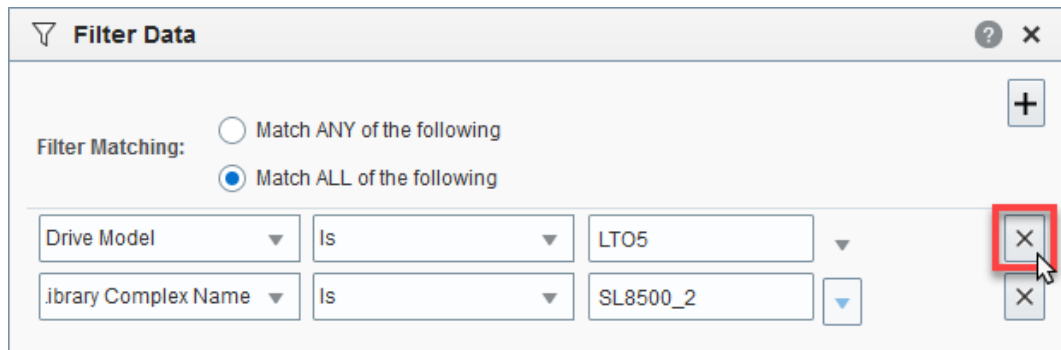 Filter Data
Match ANY of the following
Filter Matching:
Match ALL of the following
Drive Model Is LTO5
.ibrary Complex Name Is SL8500_2